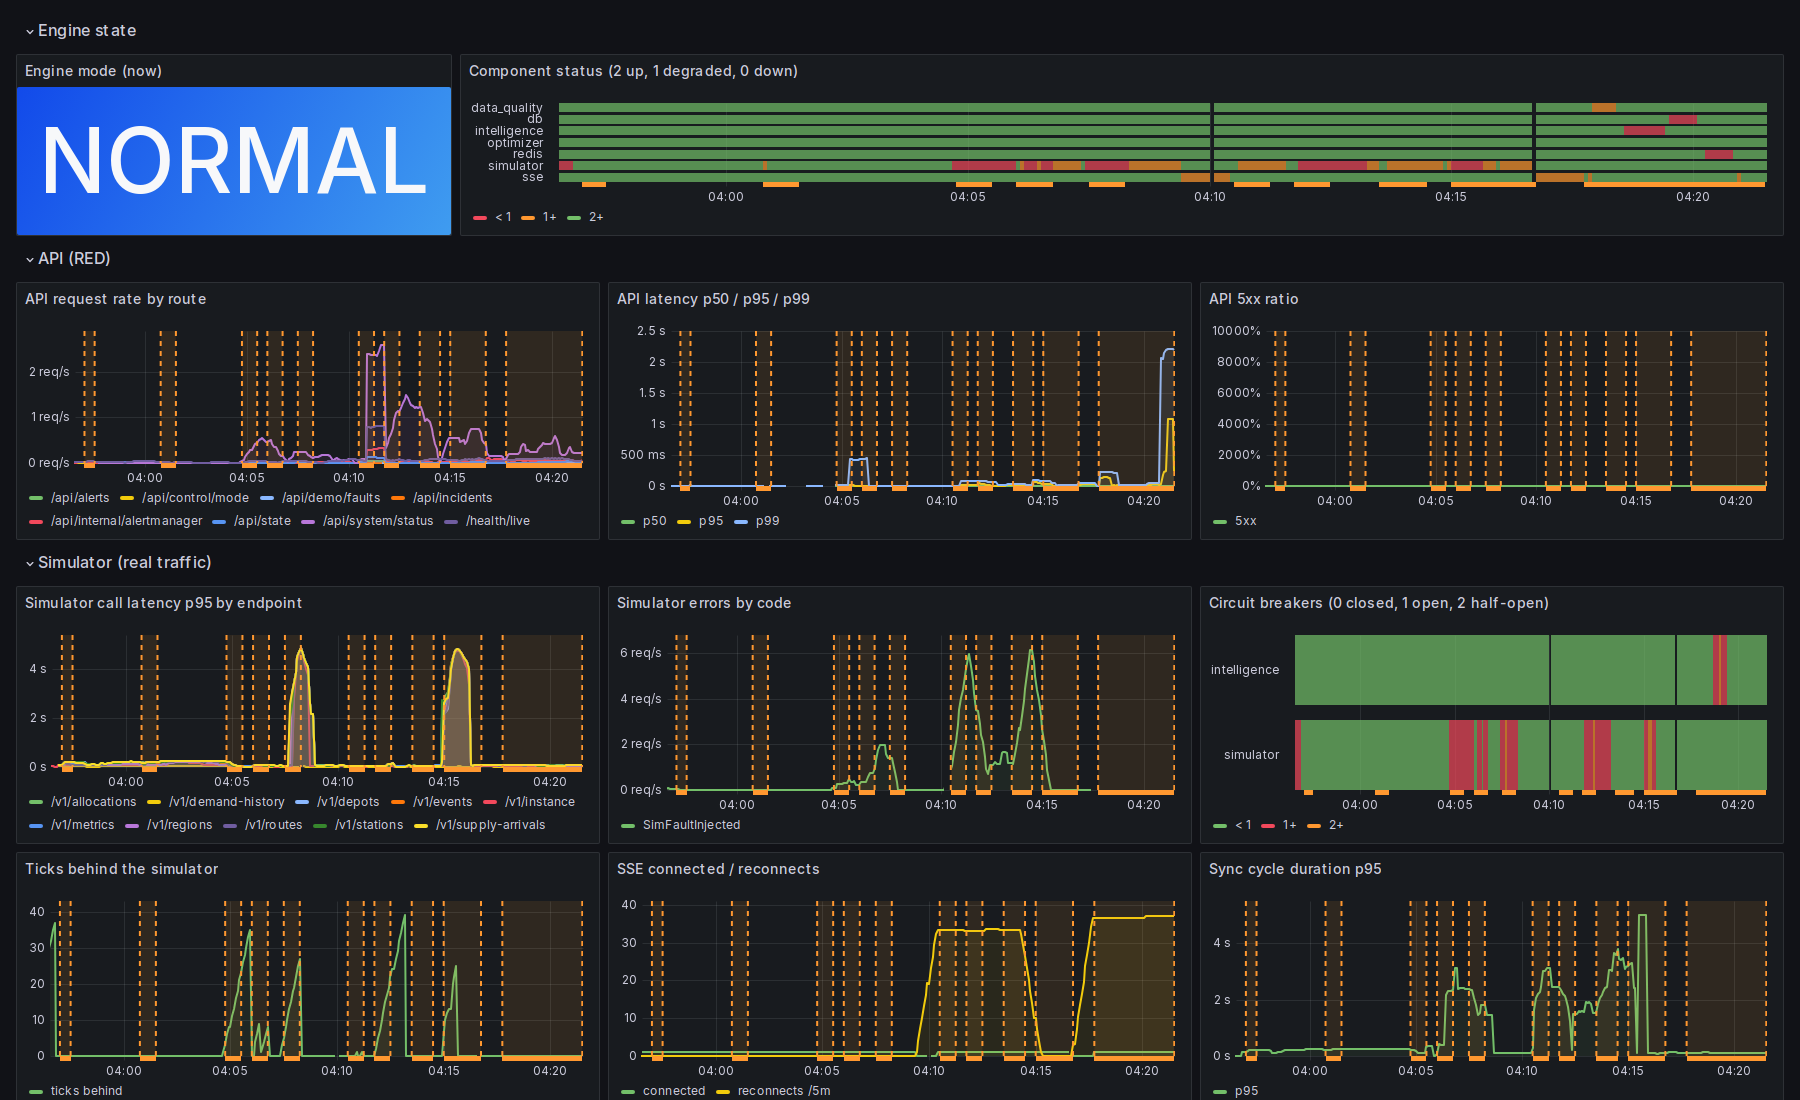 Engine state
Engine mode (now)
NORMAL
Component status (2 up, 1 degraded, 0 down)
data_quality
db
intelligence
optimizer
redis
simulator
sse
04:00 04:05 04:10 04:15 04:20
< 1 1+ 2+
API (RED)
API request rate by route
2 req/s
1 req/s
0 req/s
04:00 04:05 04:10 04:15 04:20
/api/alerts /api/control/mode /api/demo/faults /api/incidents
/api/internal/alertmanager /api/state /api/system/status /health/live
API latency p50 / p95 / p99
2.5 s
2 s
1.5 s
1 s
500 ms
0 s
04:00 04:05 04:10 04:15 04:20
p50 p95 p99
API 5xx ratio
10000%
8000%
6000%
4000%
2000%
0%
04:00 04:05 04:10 04:15 04:20
5xx
Simulator (real traffic)
Simulator call latency p95 by endpoint
4 s
2 s
0 s
04:00 04:05 04:10 04:15 04:20
/v1/allocations /v1/demand-history /v1/depots /v1/events /v1/instance
/v1/metrics /v1/regions /v1/routes /v1/stations /v1/supply-arrivals
Simulator errors by code
6 req/s
4 req/s
2 req/s
0 req/s
04:00 04:05 04:10 04:15 04:20
SimFaultInjected
Circuit breakers (0 closed, 1 open, 2 half-open)
intelligence
simulator
04:00 04:05 04:10 04:15 04:20
< 1 1+ 2+
Ticks behind the simulator
40
30
20
10
0
04:00 04:05 04:10 04:15 04:20
ticks behind
SSE connected / reconnects
40
30
20
10
0
04:00 04:05 04:10 04:15 04:20
connected reconnects /5m
Sync cycle duration p95
4 s
2 s
0 s
04:00 04:05 04:10 04:15 04:20
p95